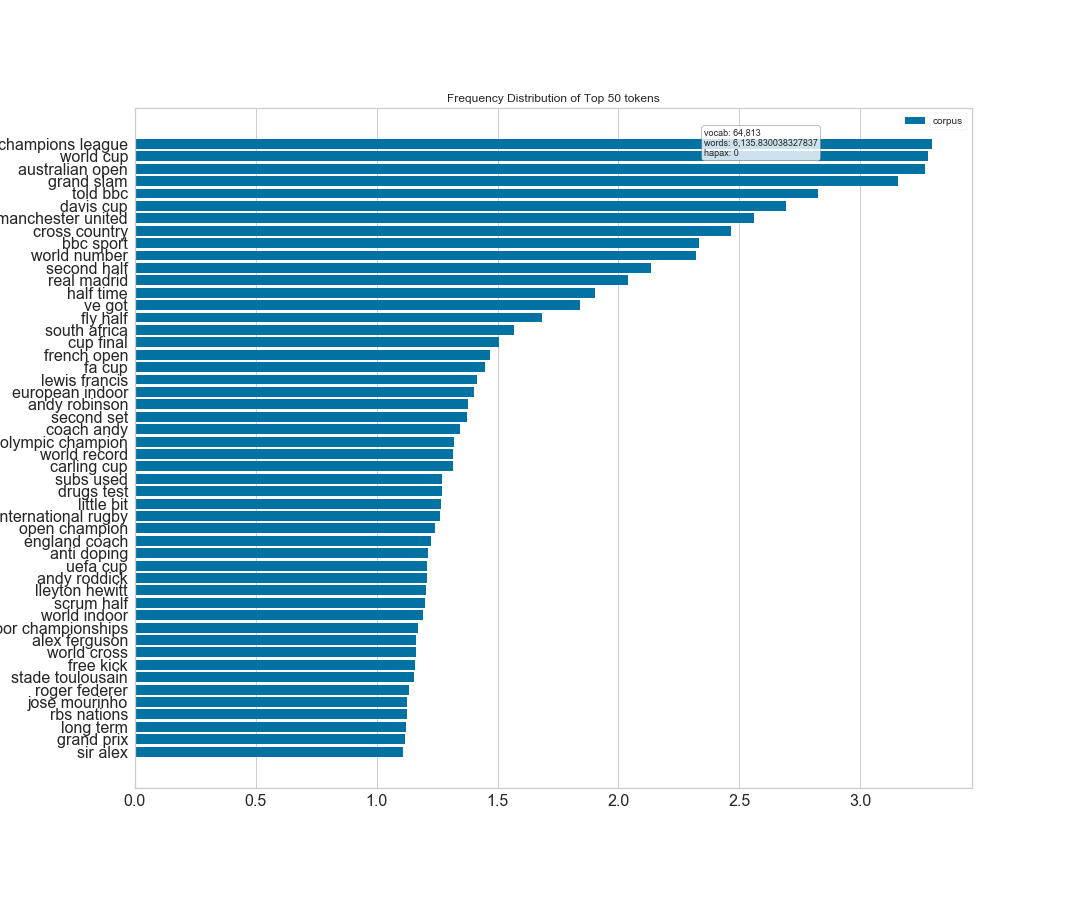 Frequency Distribution of Top 50 tokens
corpus
vocab: 64,813
words: 6,135.830038327837
hapax: 0
champions league
world cup
australian open
grand slam
told bbc
davis cup
manchester united
cross country
bbc sport
world number
second half
real madrid
half time
ve got
fly half
south africa
cup final
french open
fa cup
lewis francis
european indoor
andy robinson
second set
coach andy
olympic champion
world record
carling cup
subs used
drugs test
little bit
nternational rugby
open champion
england coach
anti doping
uefa cup
andy roddick
lleyton hewitt
scrum half
world indoor
oor championships
alex ferguson
world cross
free kick
stade toulousain
roger federer
jose mourinho
rbs nations
long term
grand prix
sir alex
0.0 0.5 1.0 1.5 2.0 2.5 3.0